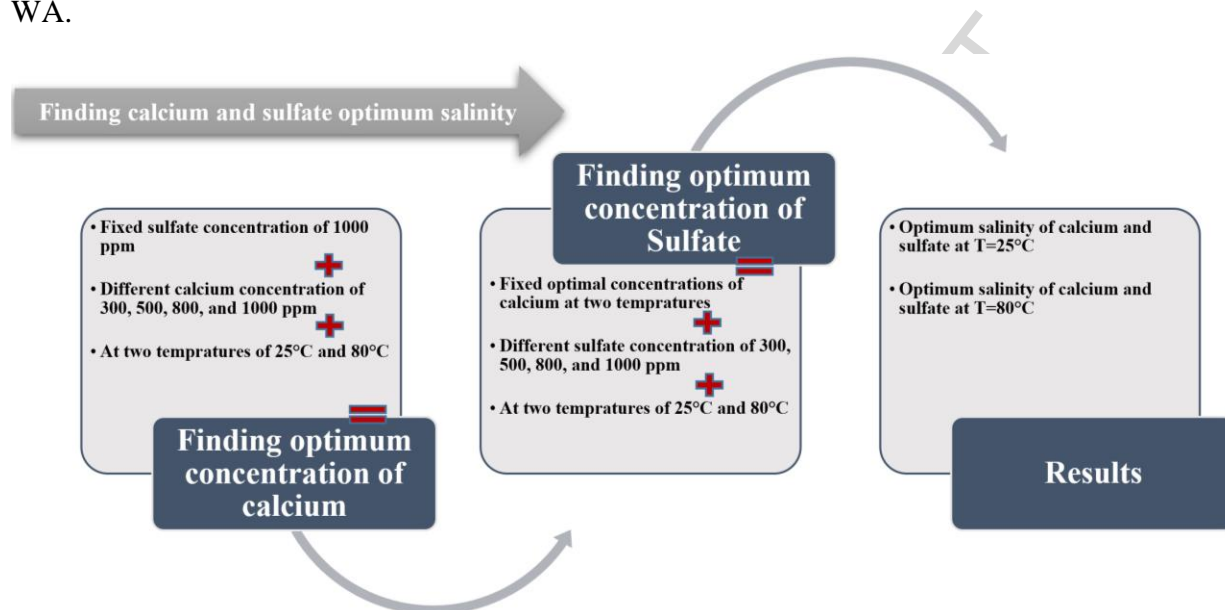 WA.
Finding calcium and sulfate optimum salinity
• Fixed sulfate concentration of 1000
ppm
• Different calcium concentration of
300, 500, 800, and 1000 ppm
• At two tempratures of 25°C and 80°C
Finding optimum
concentration of
calcium
Finding optimum
concentration of
Sulfate
• Fixed optimal concentrations of
calcium at two tempratures
• Different sulfate concentration of 300,
500, 800, and 1000 ppm
• At two tempratures of 25°C and 80°C
• Optimum salinity of calcium and
sulfate at T=25°C
• Optimum salinity of calcium and
sulfate at T=80°C
Results